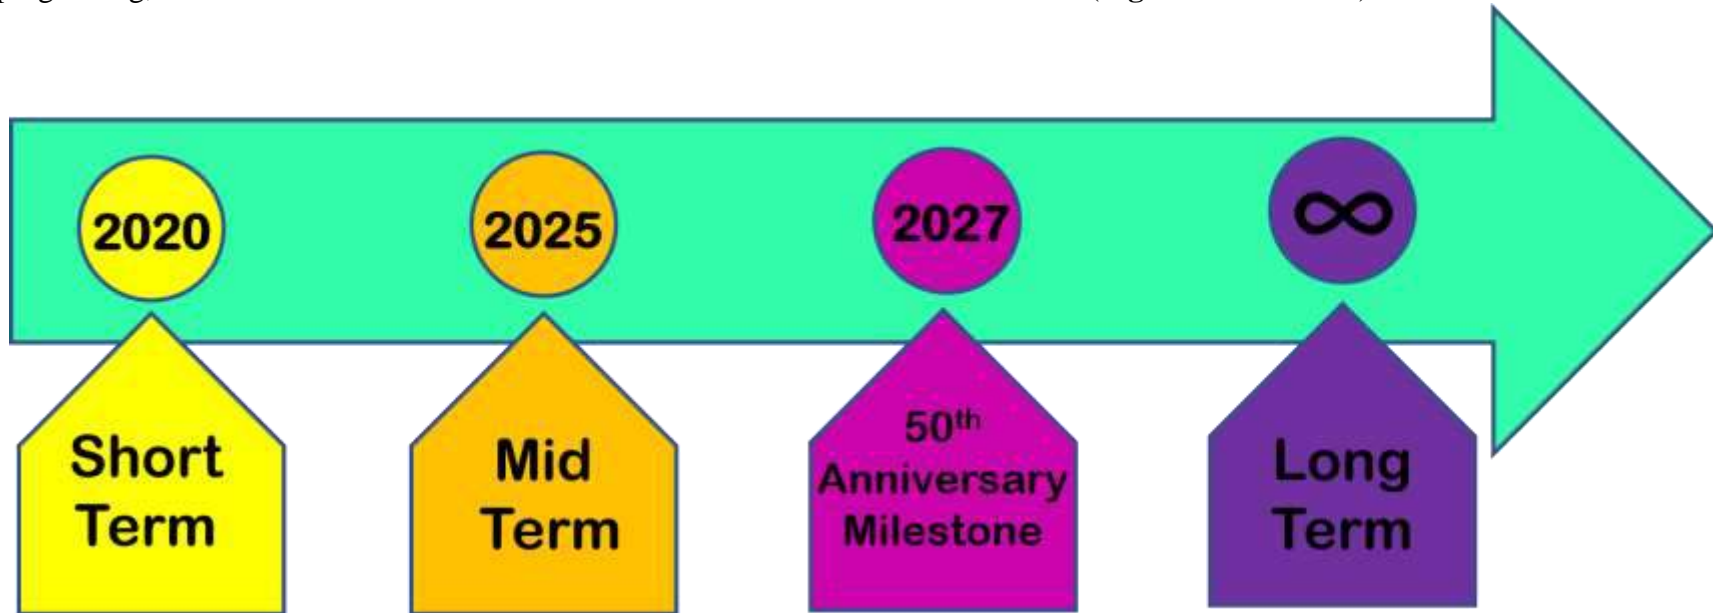 2020
2025
2027
∞
Short
Term
Mid
Term
50th
Anniversary
Milestone
Long
Term